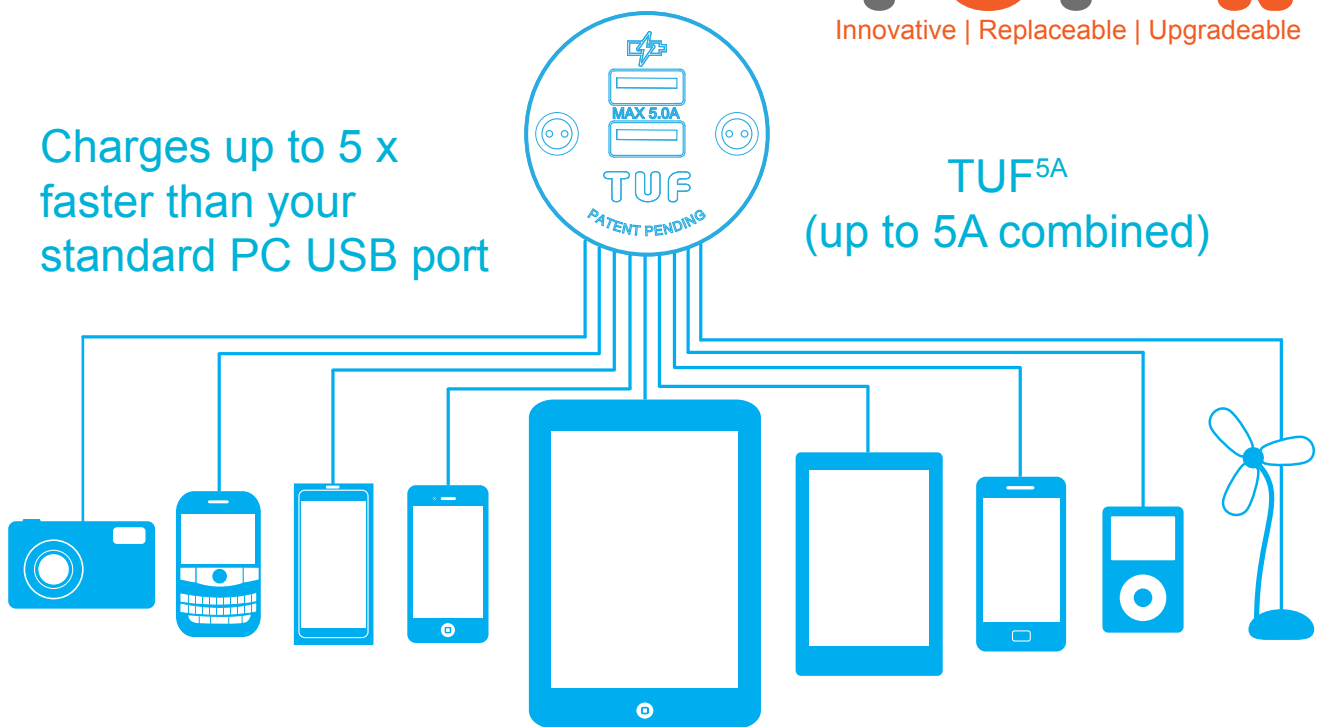 Innovative | Replaceable | Upgradeable
MAX 5.0A
TUF
PATENT PENDING
Charges up to 5 x
faster than your
standard PC USB port
TUF5A
(up to 5A combined)